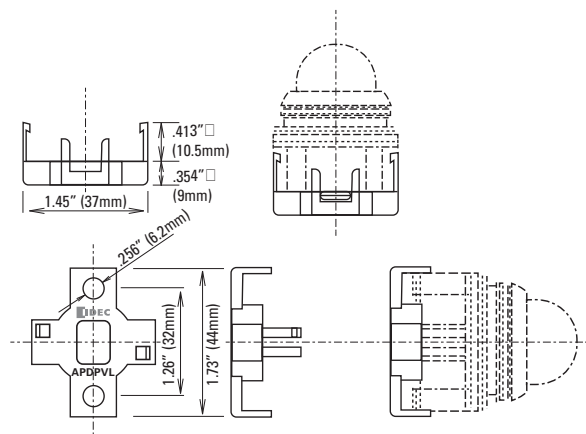 .413"□
(10.5mm)
.354"□
(9mm)
1.45" (37mm)
.256" (6.2mm)
IDEC
APDPVL
1.26" (32mm)
1.73" (44mm)